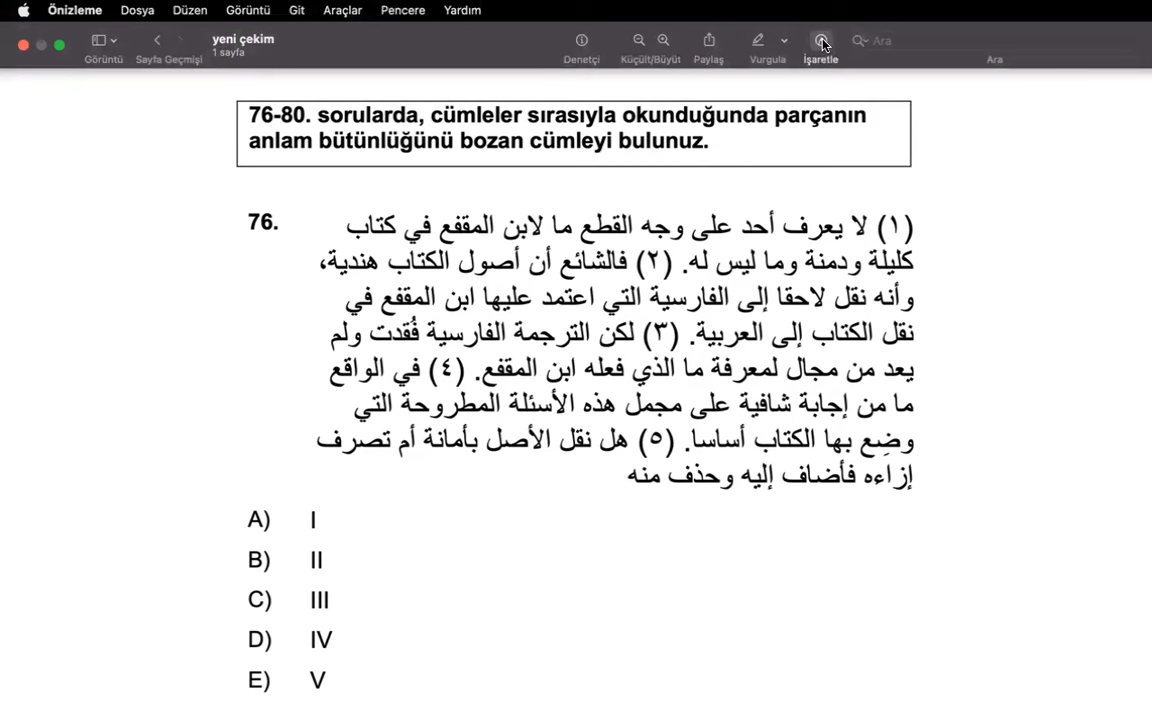 Önizleme Dosya Düzen Görüntü Git Araçlar Pencere Yardım
yeni çekim
1 sayfa
Ara
Görüntü Sayfa Geçmişi Denetçi Küçült/Büyüt Paylaş Vurgula İşaretle Ara
76-80. sorularda, cümleler sırasıyla okunduğunda parçanın
anlam bütünlüğünü bozan cümleyi bulunuz.
76. (١) لا يعرف أحد على وجه القطع ما لابن المقفع في كتاب
كليلة ودمنة وما ليس له. (٢) فالشائع أن أصول الكتاب هندية،
وأنه نقل لاحقا إلى الفارسية التي اعتمد عليها ابن المقفع في
نقل الكتاب إلى العربية. (٣) لكن الترجمة الفارسية فُقدت ولم
يعد من مجال لمعرفة ما الذي فعله ابن المقفع. (٤) في الواقع
ما من إجابة شافية على مجمل هذه الأسئلة المطروحة التي
وضِع بها الكتاب أساسا. (٥) هل نقل الأصل بأمانة أم تصرف
إزاءه فأضاف إليه وحذف منه
A) I
B) II
C) III
D) IV
E) V